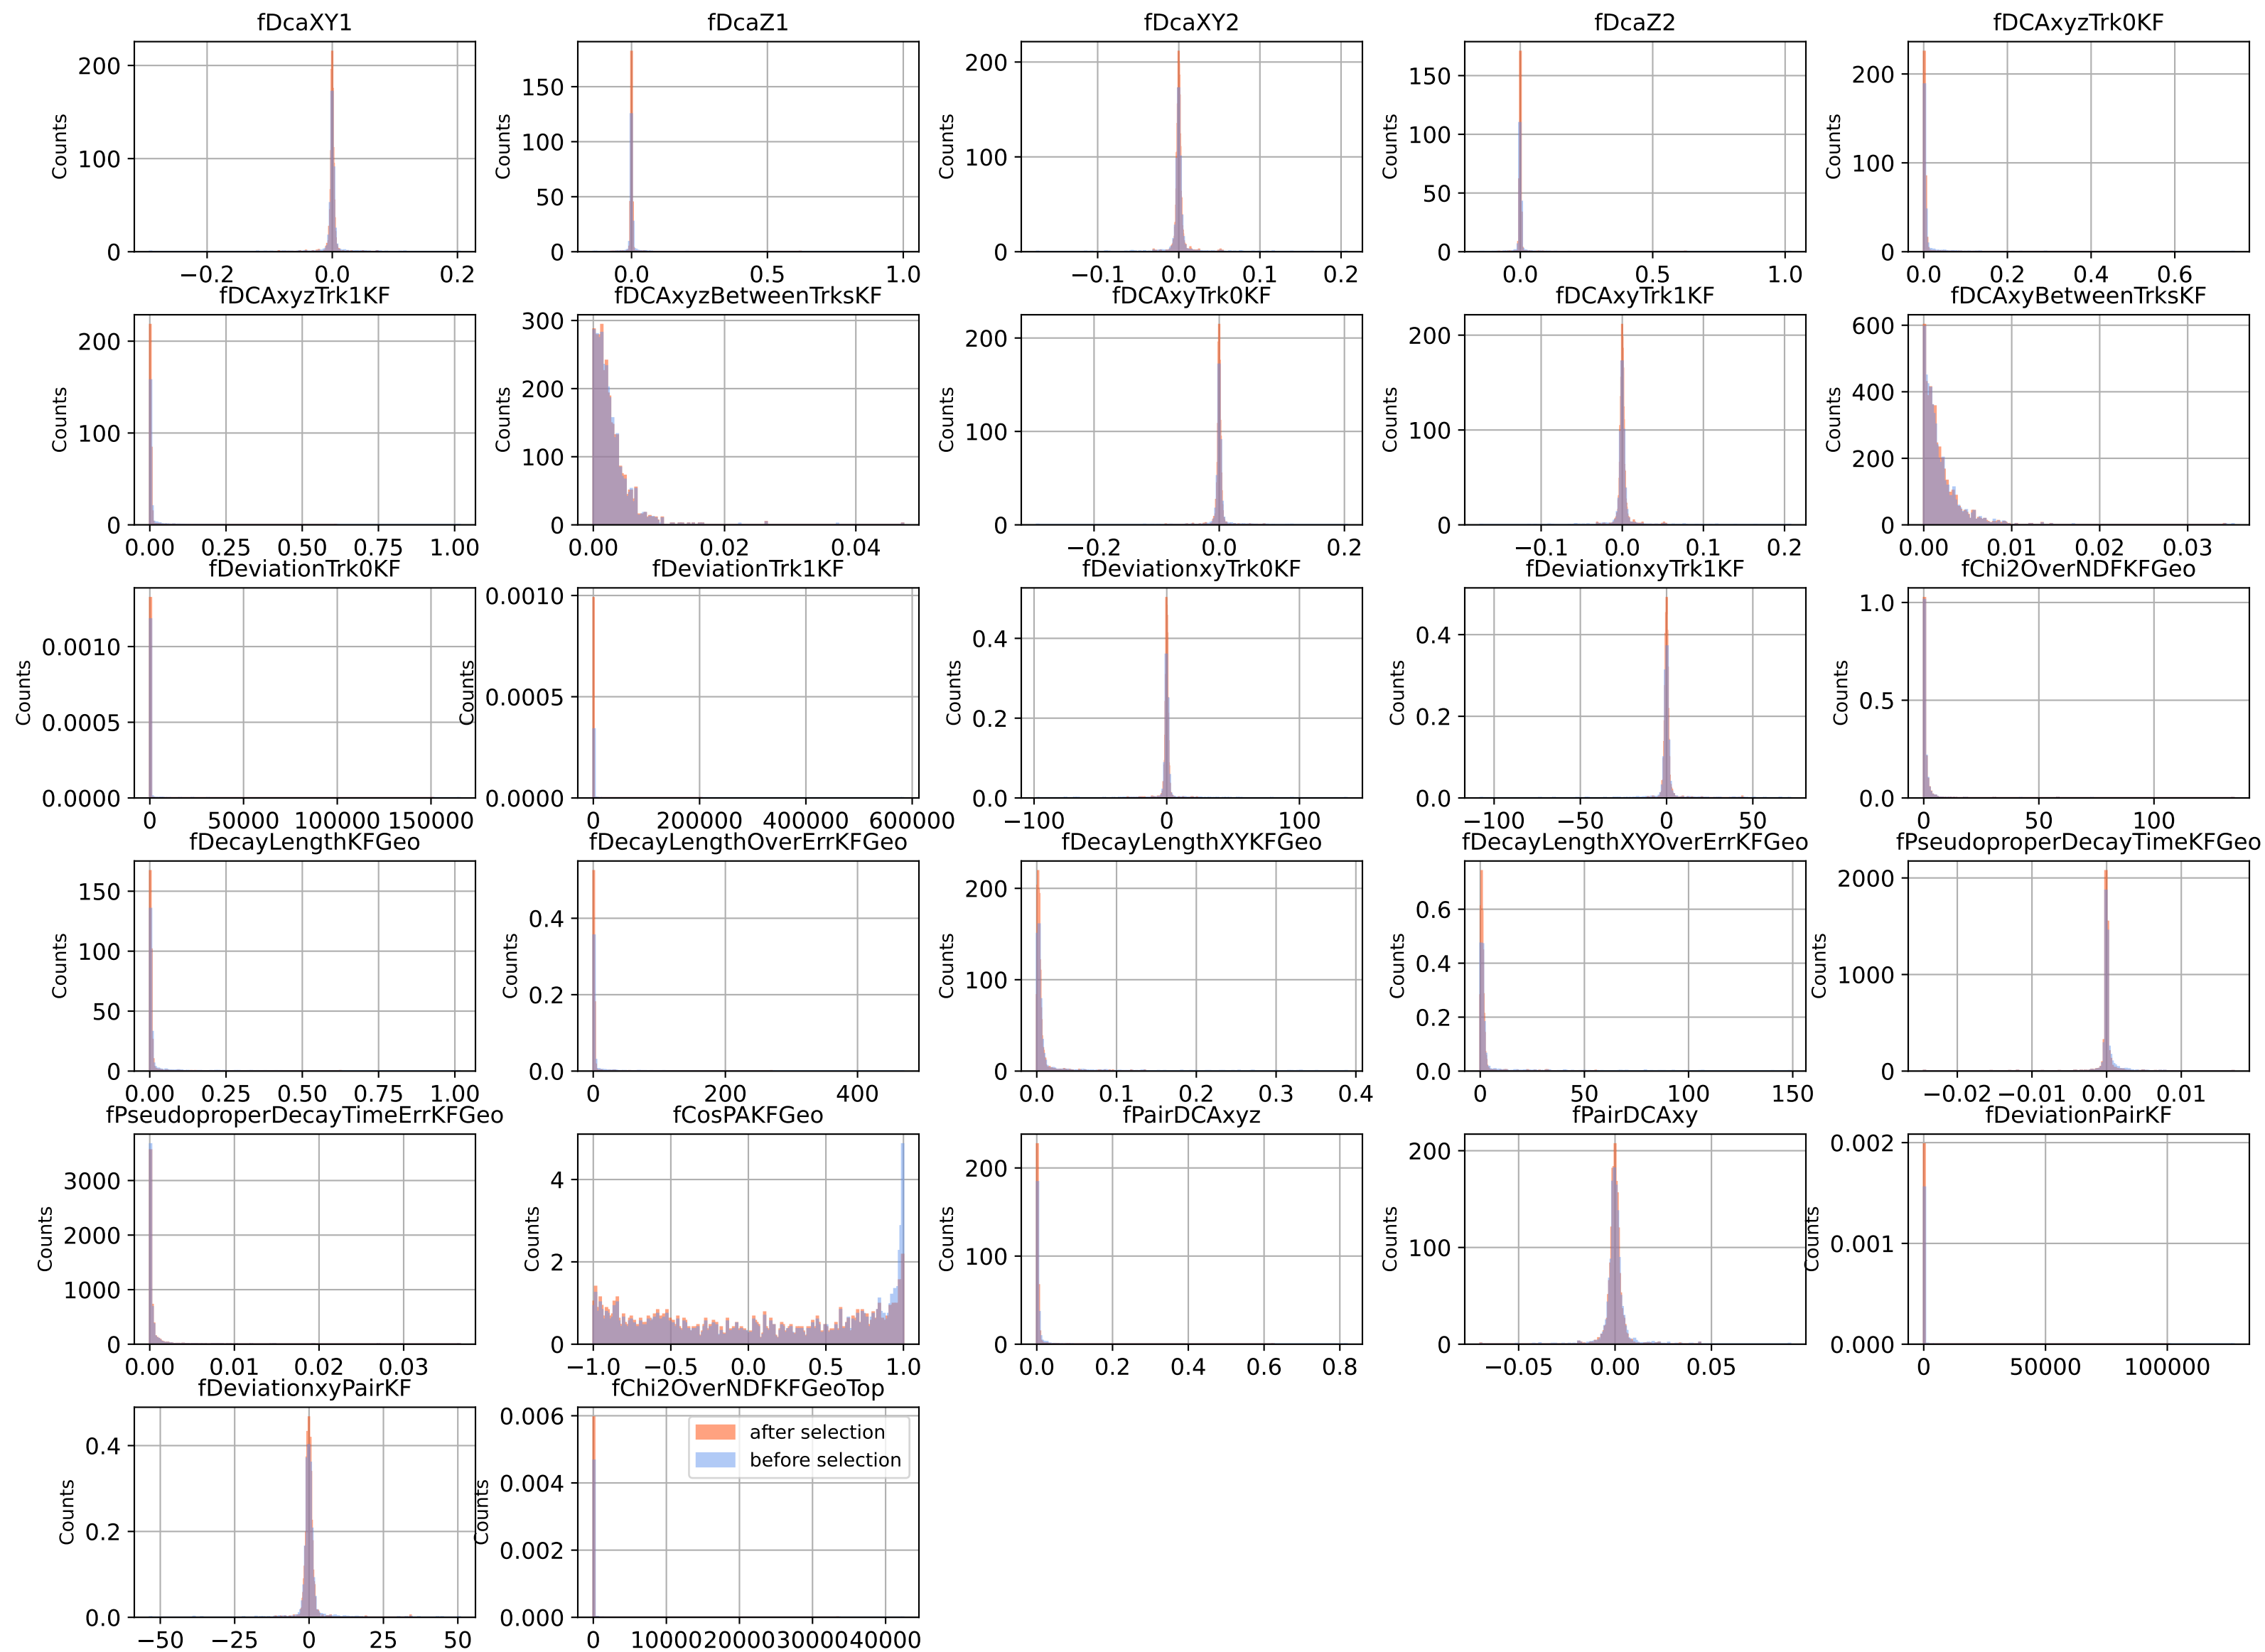 fDcaXY1 fDcaZ1 fDcaXY2 fDcaZ2 fDCAxyzTrk0KF
Counts 200 100 0 −0.2 0.0 0.2
Counts 150 100 50 0 0.0 0.5 1.0
Counts 200 100 0 −0.1 0.0 0.1 0.2
Counts 150 100 50 0 0.0 0.5 1.0
Counts 200 100 0 0.0 0.2 0.4 0.6
fDCAxyzTrk1KF fDCAxyzBetweenTrksKF fDCAxyTrk0KF fDCAxyTrk1KF fDCAxyBetweenTrksKF
Counts 200 100 0 0.00 0.25 0.50 0.75 1.00
Counts 300 200 100 0 0.00 0.02 0.04
Counts 200 100 0 −0.2 0.0 0.2
Counts 200 100 0 −0.1 0.0 0.1 0.2
Counts 600 400 200 0 0.00 0.01 0.02 0.03
fDeviationTrk0KF fDeviationTrk1KF fDeviationxyTrk0KF fDeviationxyTrk1KF fChi2OverNDFKFGeo
Counts 0.0010 0.0005 0.0000 0 50000 100000 150000
Counts 0.0010 0.0005 0.0000 0 200000 400000 600000
Counts 0.4 0.2 0.0 −100 0 100
Counts 0.4 0.2 0.0 −100 −50 0 50
Counts 1.0 0.5 0.0 0 50 100
fDecayLengthKFGeo fDecayLengthOverErrKFGeo fDecayLengthXYKFGeo fDecayLengthXYOverErrKFGeo fPseudoproperDecayTimeKFGeo
Counts 150 100 50 0 0.00 0.25 0.50 0.75 1.00
Counts 0.4 0.2 0.0 0 200 400
Counts 200 100 0 0.0 0.1 0.2 0.3 0.4
Counts 0.6 0.4 0.2 0.0 0 50 100 150
Counts 2000 1000 0 −0.02 −0.01 0.00 0.01
fPseudoproperDecayTimeErrKFGeo fCosPAKFGeo fPairDCAxyz fPairDCAxy fDeviationPairKF
Counts 3000 2000 1000 0 0.00 0.01 0.02 0.03
Counts 4 2 0 −1.0 −0.5 0.0 0.5 1.0
Counts 200 100 0 0.0 0.2 0.4 0.6 0.8
Counts 200 100 0 −0.05 0.00 0.05
Counts 0.002 0.001 0.000 0 50000 100000
fDeviationxyPairKF fChi2OverNDFKFGeoTop
Counts 0.4 0.2 0.0 −50 −25 0 25 50
Counts 0.006 0.004 0.002 0.000 0 10000 20000 30000 40000
after selection
before selection